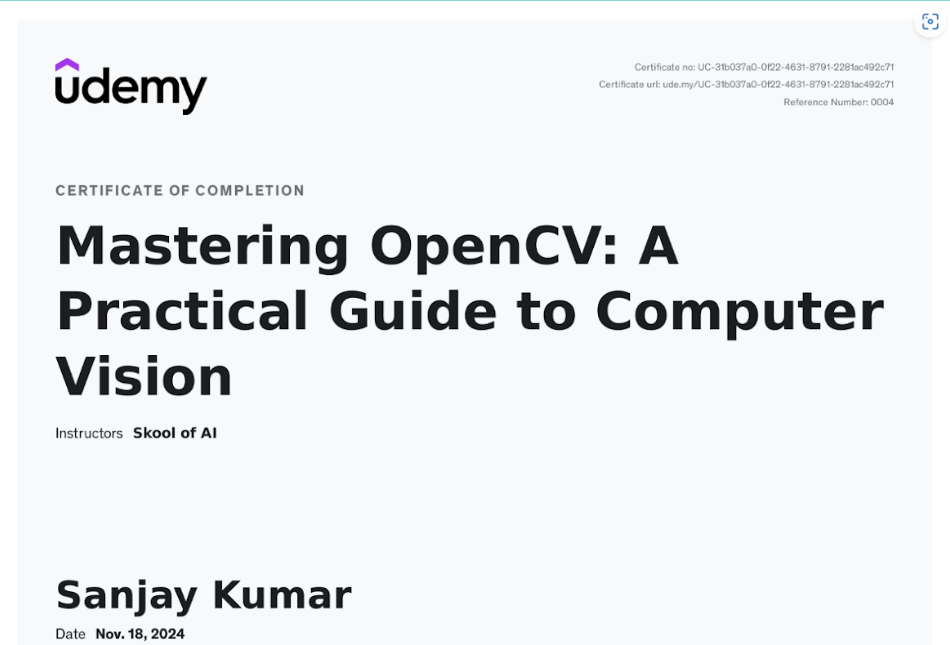 udemy
Certificate no: UC-31b037a0-0f22-4631-8791-2281ac492c71
Certificate url: ude.my/UC-31b037a0-0f22-4631-8791-2281ac492c71
Reference Number: 0004
CERTIFICATE OF COMPLETION
Mastering OpenCV: A
Practical Guide to Computer
Vision
Instructors Skool of AI
Sanjay Kumar
Date Nov. 18, 2024